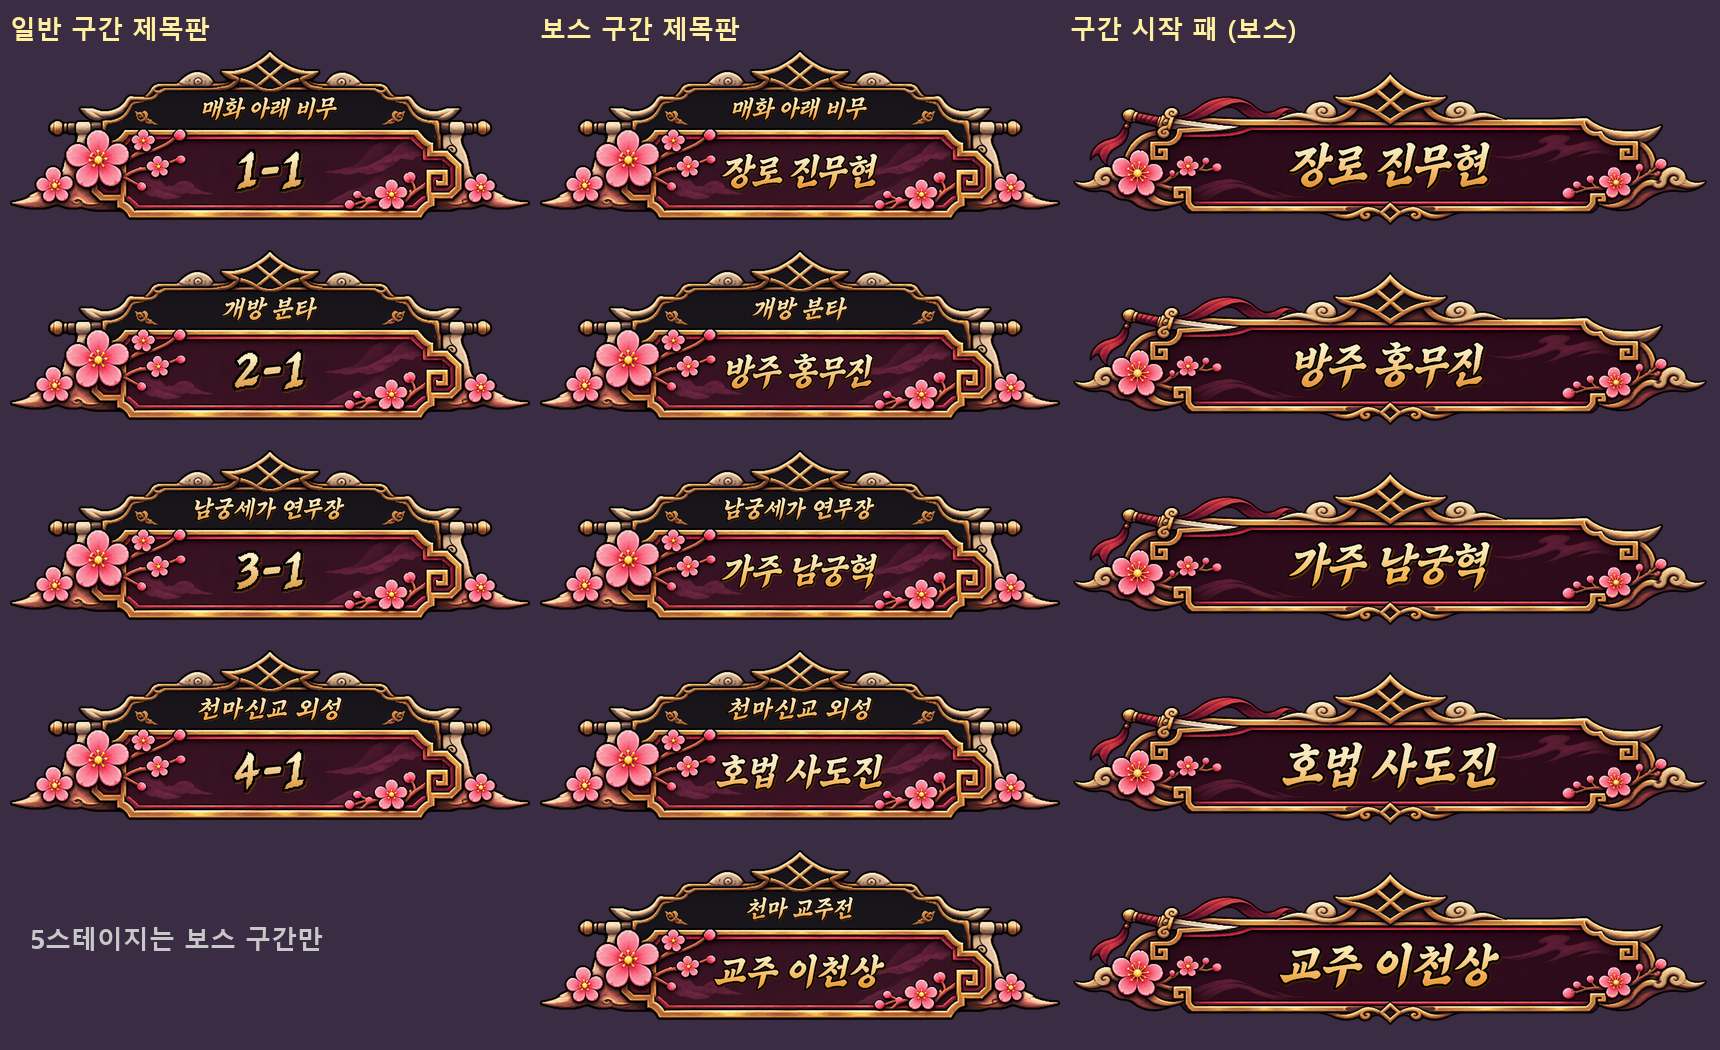 일반 구간 제목판
보스 구간 제목판
구간 시작 패 (보스)
매화 아래 비무
1-1
매화 아래 비무
장로 진무현
장로 진무현
개방 분타
2-1
개방 분타
방주 홍무진
방주 홍무진
남궁세가 연무장
3-1
남궁세가 연무장
가주 남궁혁
가주 남궁혁
천마신교 외성
4-1
천마신교 외성
호법 사도진
호법 사도진
5스테이지는 보스 구간만
천마 교주전
교주 이천상
교주 이천상